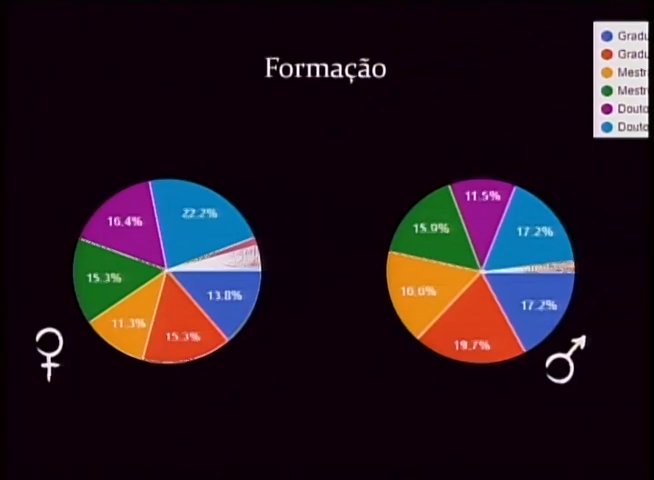 Formação
Gradu
Gradu
Mestr
Mestr
Douto
Douto
22.2%
16.4%
15.3%
11.3%
15.3%
13.8%
11.5%
17.2%
15.9%
16.6%
19.7%
17.2%